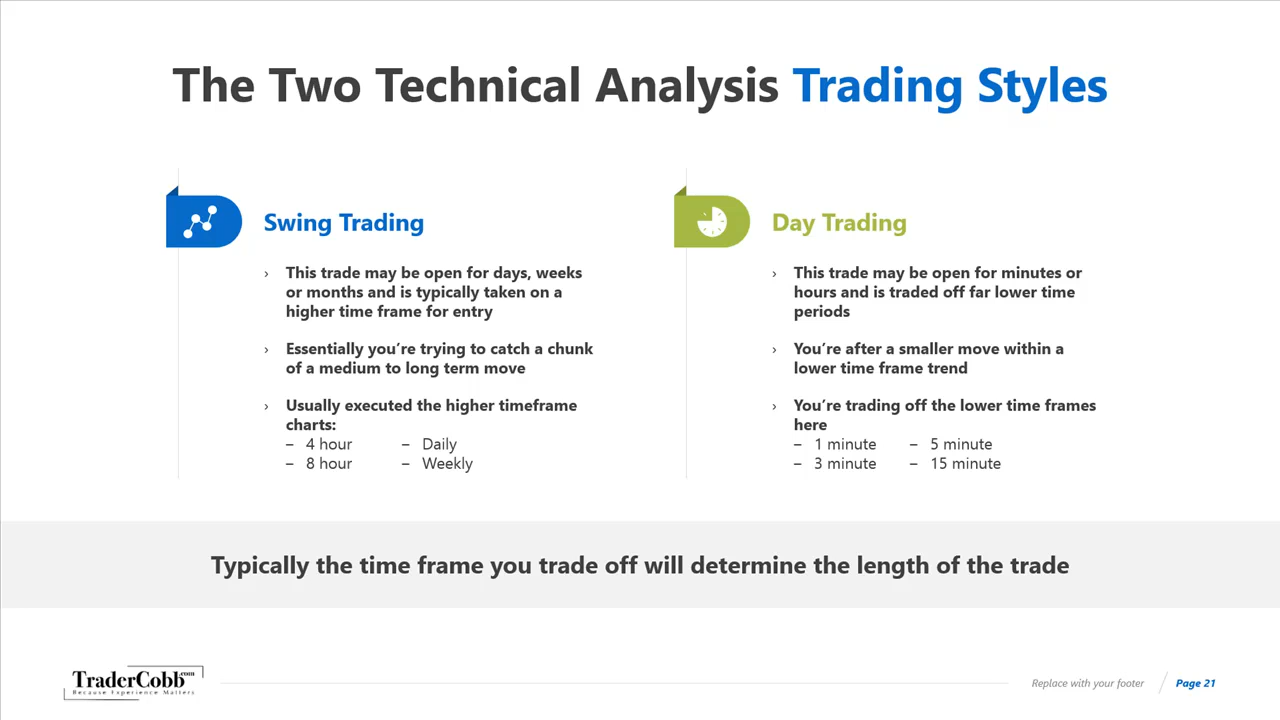 The Two Technical Analysis Trading Styles
Swing Trading
› This trade may be open for days, weeks
or months and is typically taken on a
higher time frame for entry
› Essentially you’re trying to catch a chunk
of a medium to long term move
› Usually executed the higher timeframe
charts:
– 4 hour – Daily
– 8 hour – Weekly
Day Trading
› This trade may be open for minutes or
hours and is traded off far lower time
periods
› You’re after a smaller move within a
lower time frame trend
› You’re trading off the lower time frames
here
– 1 minute – 5 minute
– 3 minute – 15 minute
Typically the time frame you trade off will determine the length of the trade
TraderCobb.com
Because Experience Matters
Replace with your footer
Page 21